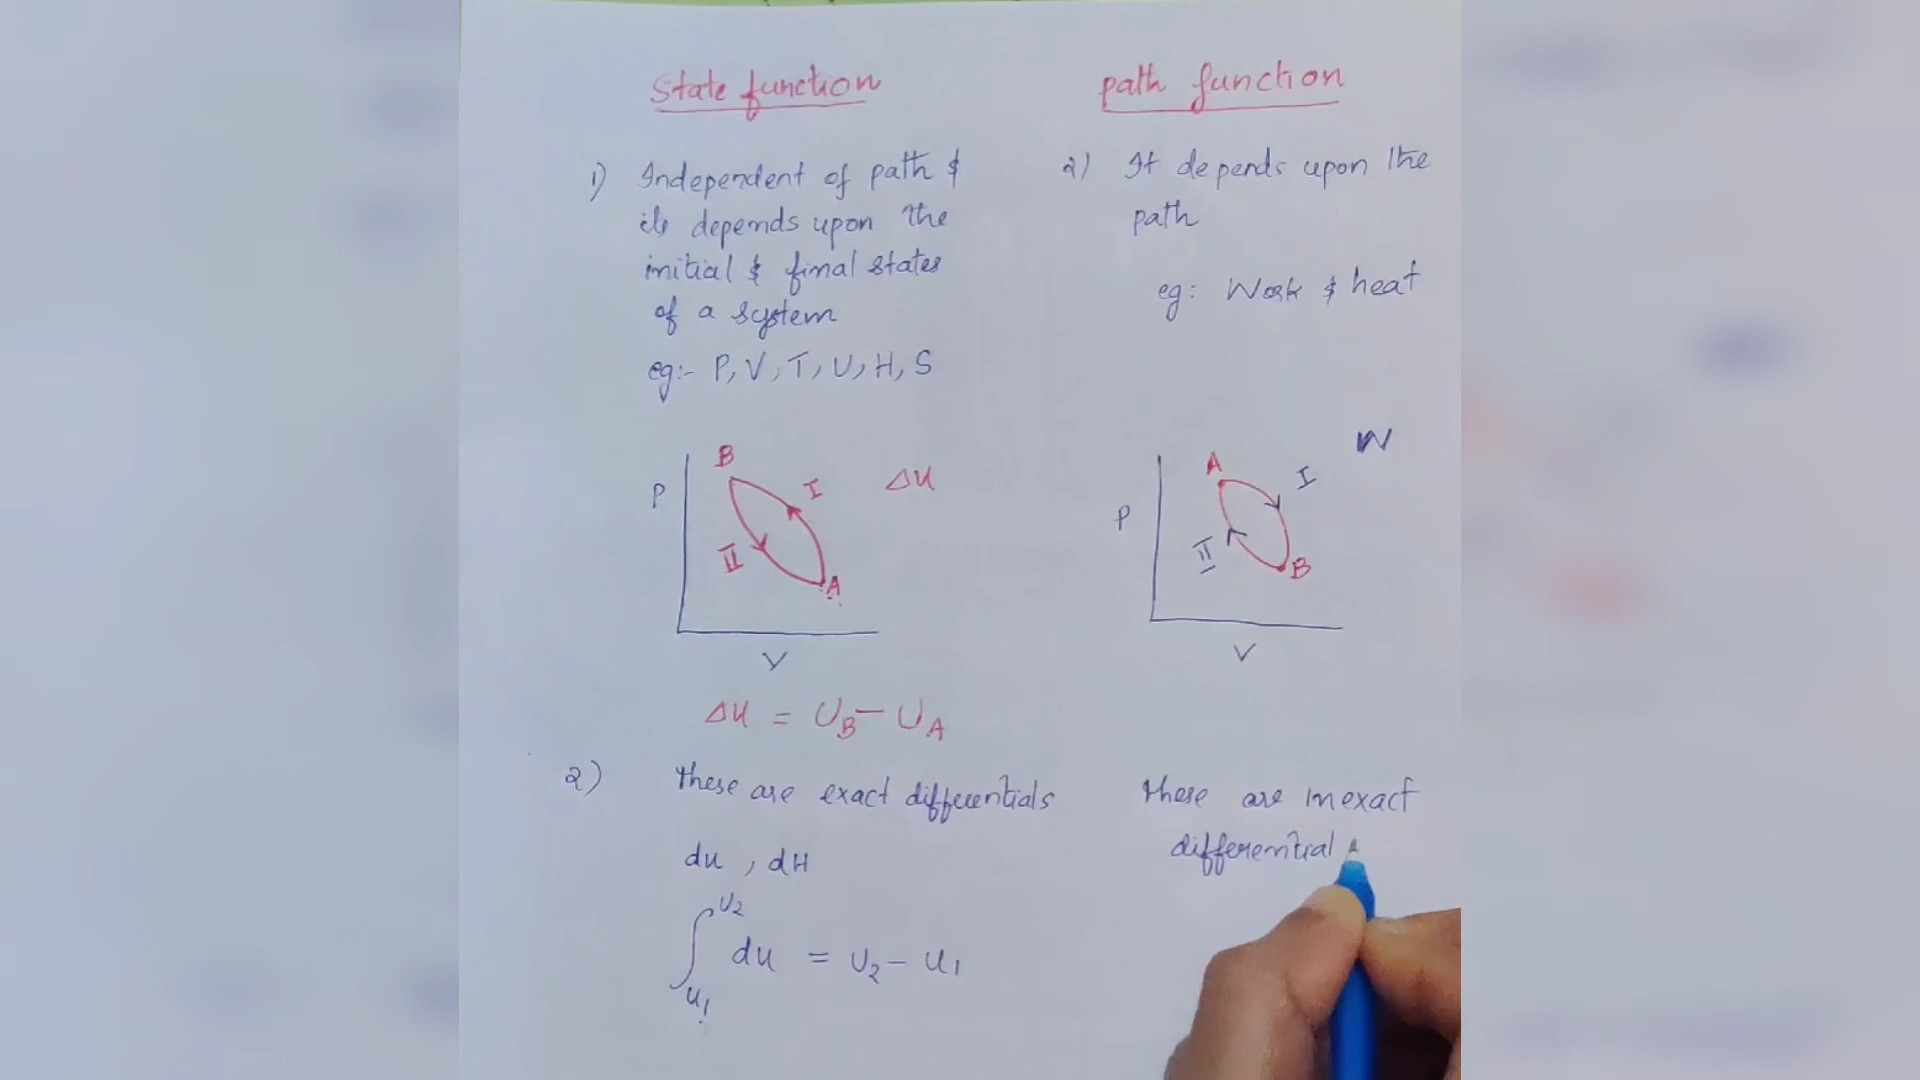 State function
1) Independent of path &
its depends upon the
initial & final states
of a system
eg:- P, V, T, U, H, S
B
I
ΔU
P
II
A
V
ΔU = UB - UA
2) These are exact differentials
du, dH
U2
∫ du = U2 - U1
U1
path function
2) It depends upon the
path
eg: Work & heat
W
A
I
P
II
B
V
These are inexact
differential